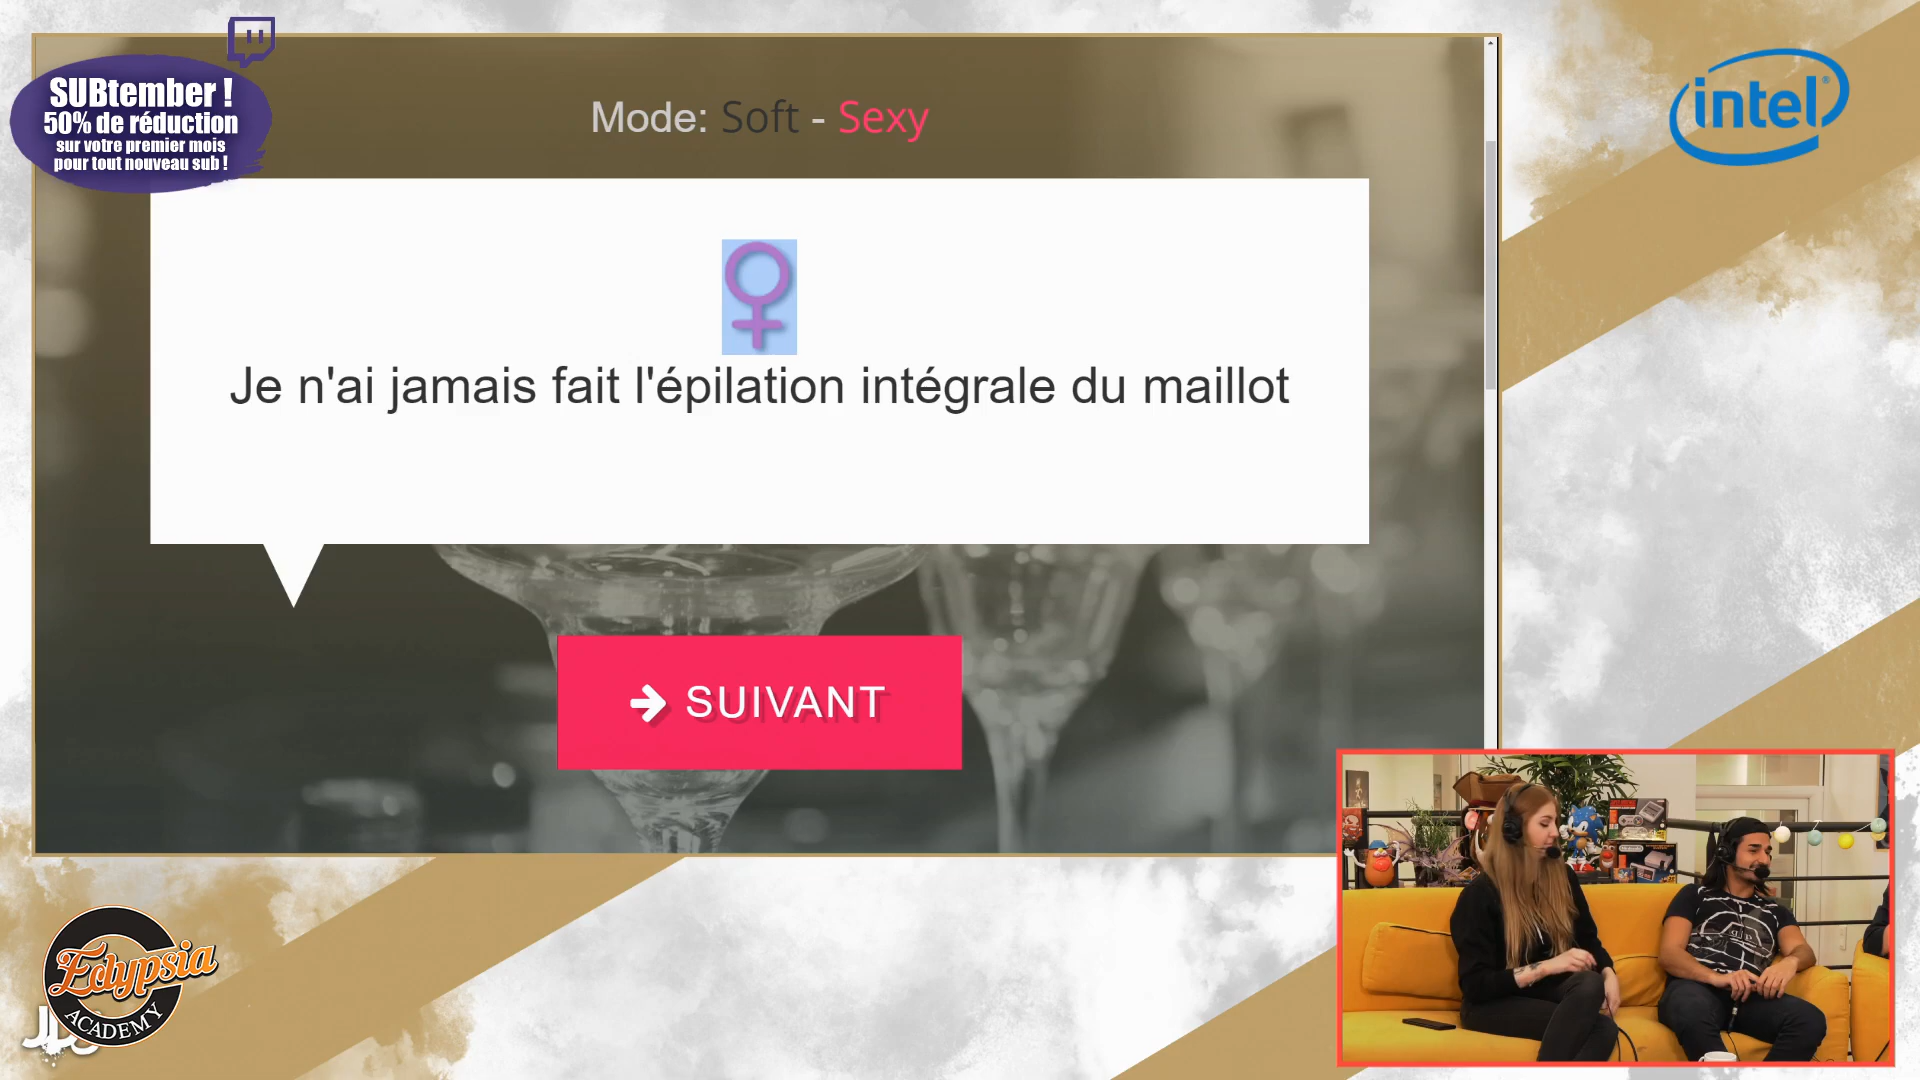 SUBtember !
50% de réduction
sur votre premier mois
pour tout nouveau sub !
Mode: Soft - Sexy
intel
Je n'ai jamais fait l'épilation intégrale du maillot
SUIVANT
Eclypsia
ACADEMY